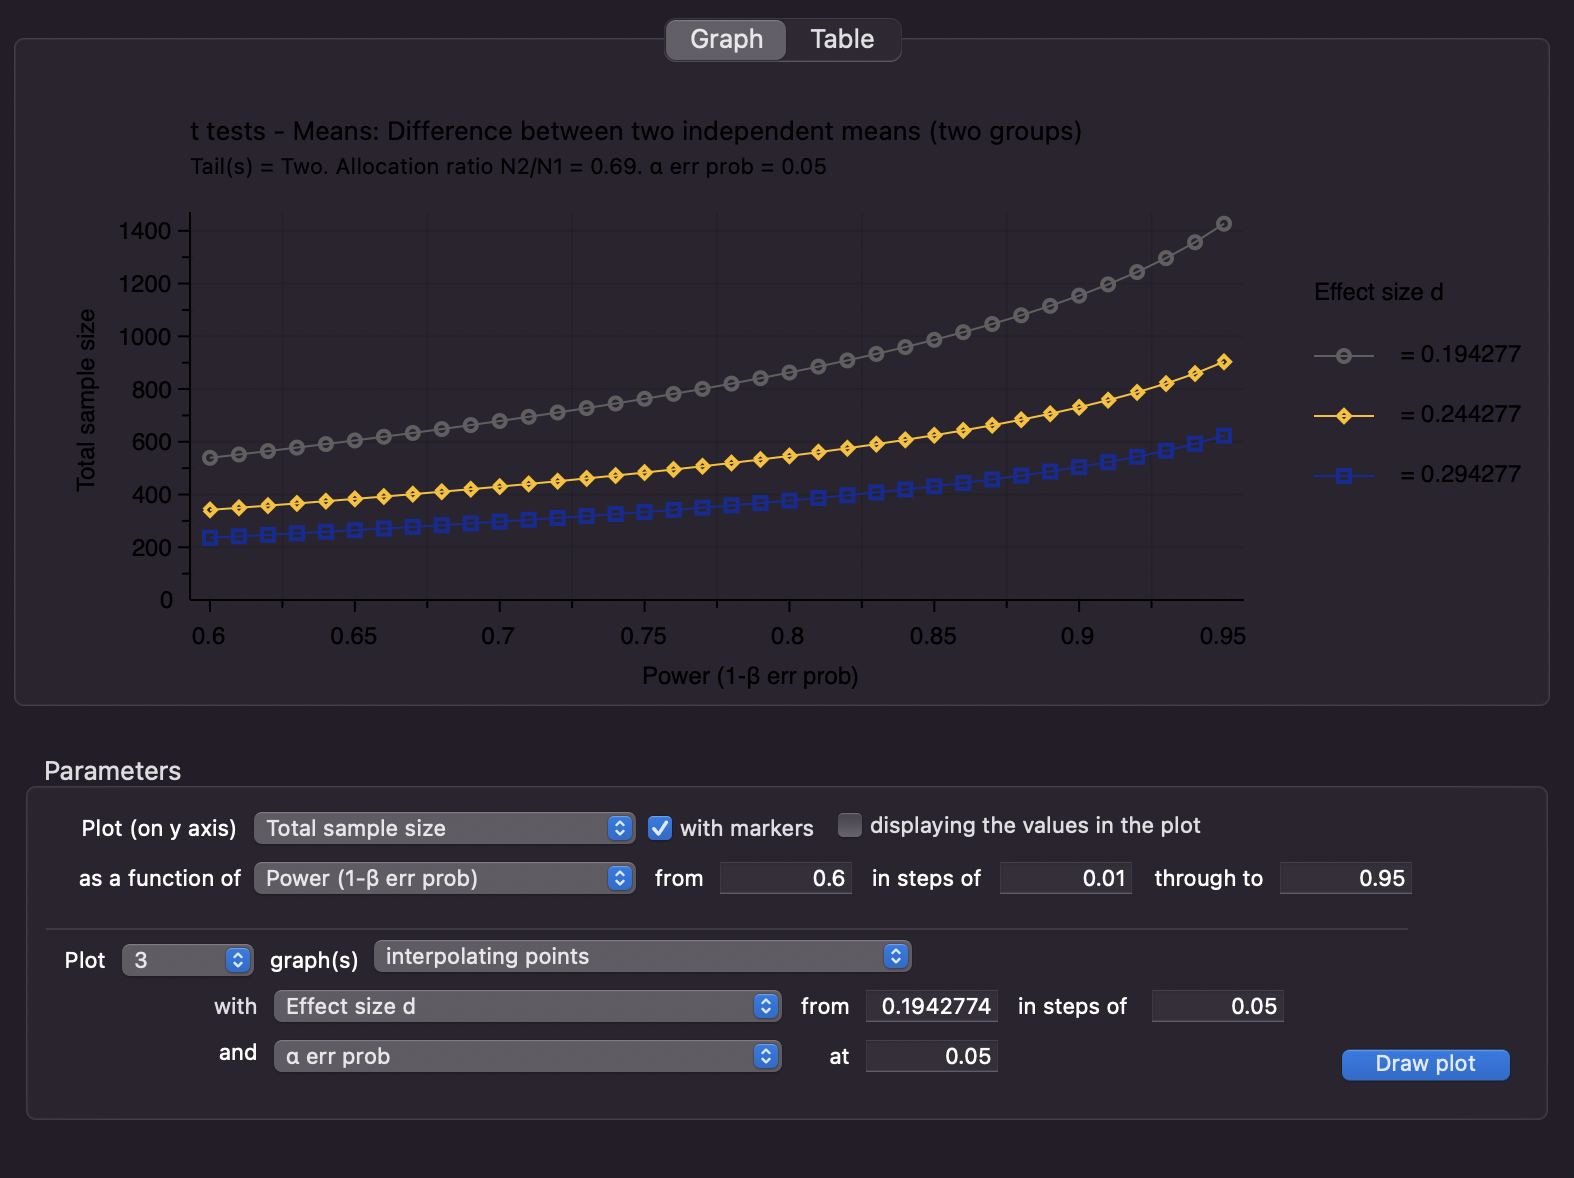 Graph Table
t tests - Means: Difference between two independent means (two groups)
Tail(s) = Two. Allocation ratio N2/N1 = 0.69. α err prob = 0.05
1400
1200
1000
800
600
400
200
0
Total sample size
0.6 0.65 0.7 0.75 0.8 0.85 0.9 0.95
Power (1-β err prob)
Effect size d
= 0.194277
= 0.244277
= 0.294277
Parameters
Plot (on y axis) Total sample size with markers displaying the values in the plot
as a function of Power (1-β err prob) from 0.6 in steps of 0.01 through to 0.95
Plot 3 graph(s) interpolating points
with Effect size d from 0.1942774 in steps of 0.05
and α err prob at 0.05
Draw plot